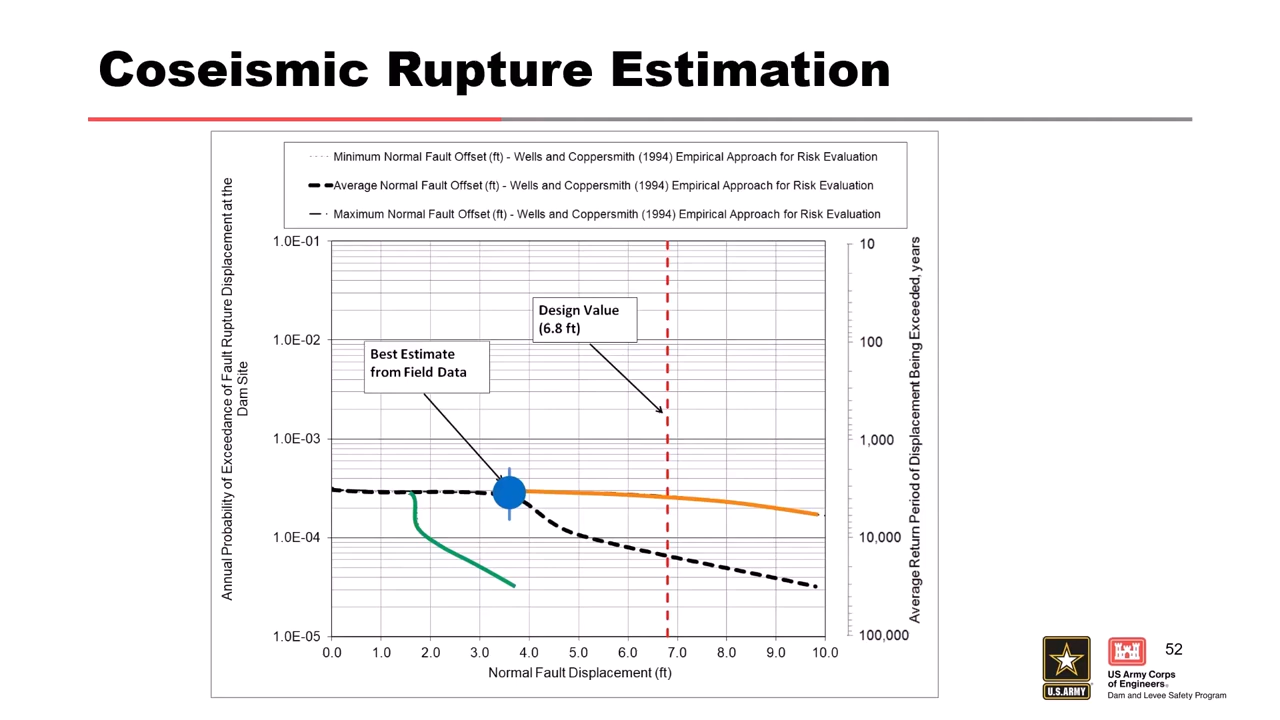 Coseismic Rupture Estimation
Minimum Normal Fault Offset (ft) - Wells and Coppersmith (1994) Empirical Approach for Risk Evaluation
Average Normal Fault Offset (ft) - Wells and Coppersmith (1994) Empirical Approach for Risk Evaluation
Maximum Normal Fault Offset (ft) - Wells and Coppersmith (1994) Empirical Approach for Risk Evaluation
Annual Probability of Exceedance of Fault Rupture Displacement at the
Dam Site
1.0E-01
1.0E-02
1.0E-03
1.0E-04
1.0E-05
Best Estimate
from Field Data
Design Value
(6.8 ft)
10
100
1,000
10,000
100,000
Average Return Period of Displacement Being Exceeded, years
0.0 1.0 2.0 3.0 4.0 5.0 6.0 7.0 8.0 9.0 10.0
Normal Fault Displacement (ft)
U.S.ARMY
US Army Corps
of Engineers®
Dam and Levee Safety Program
52